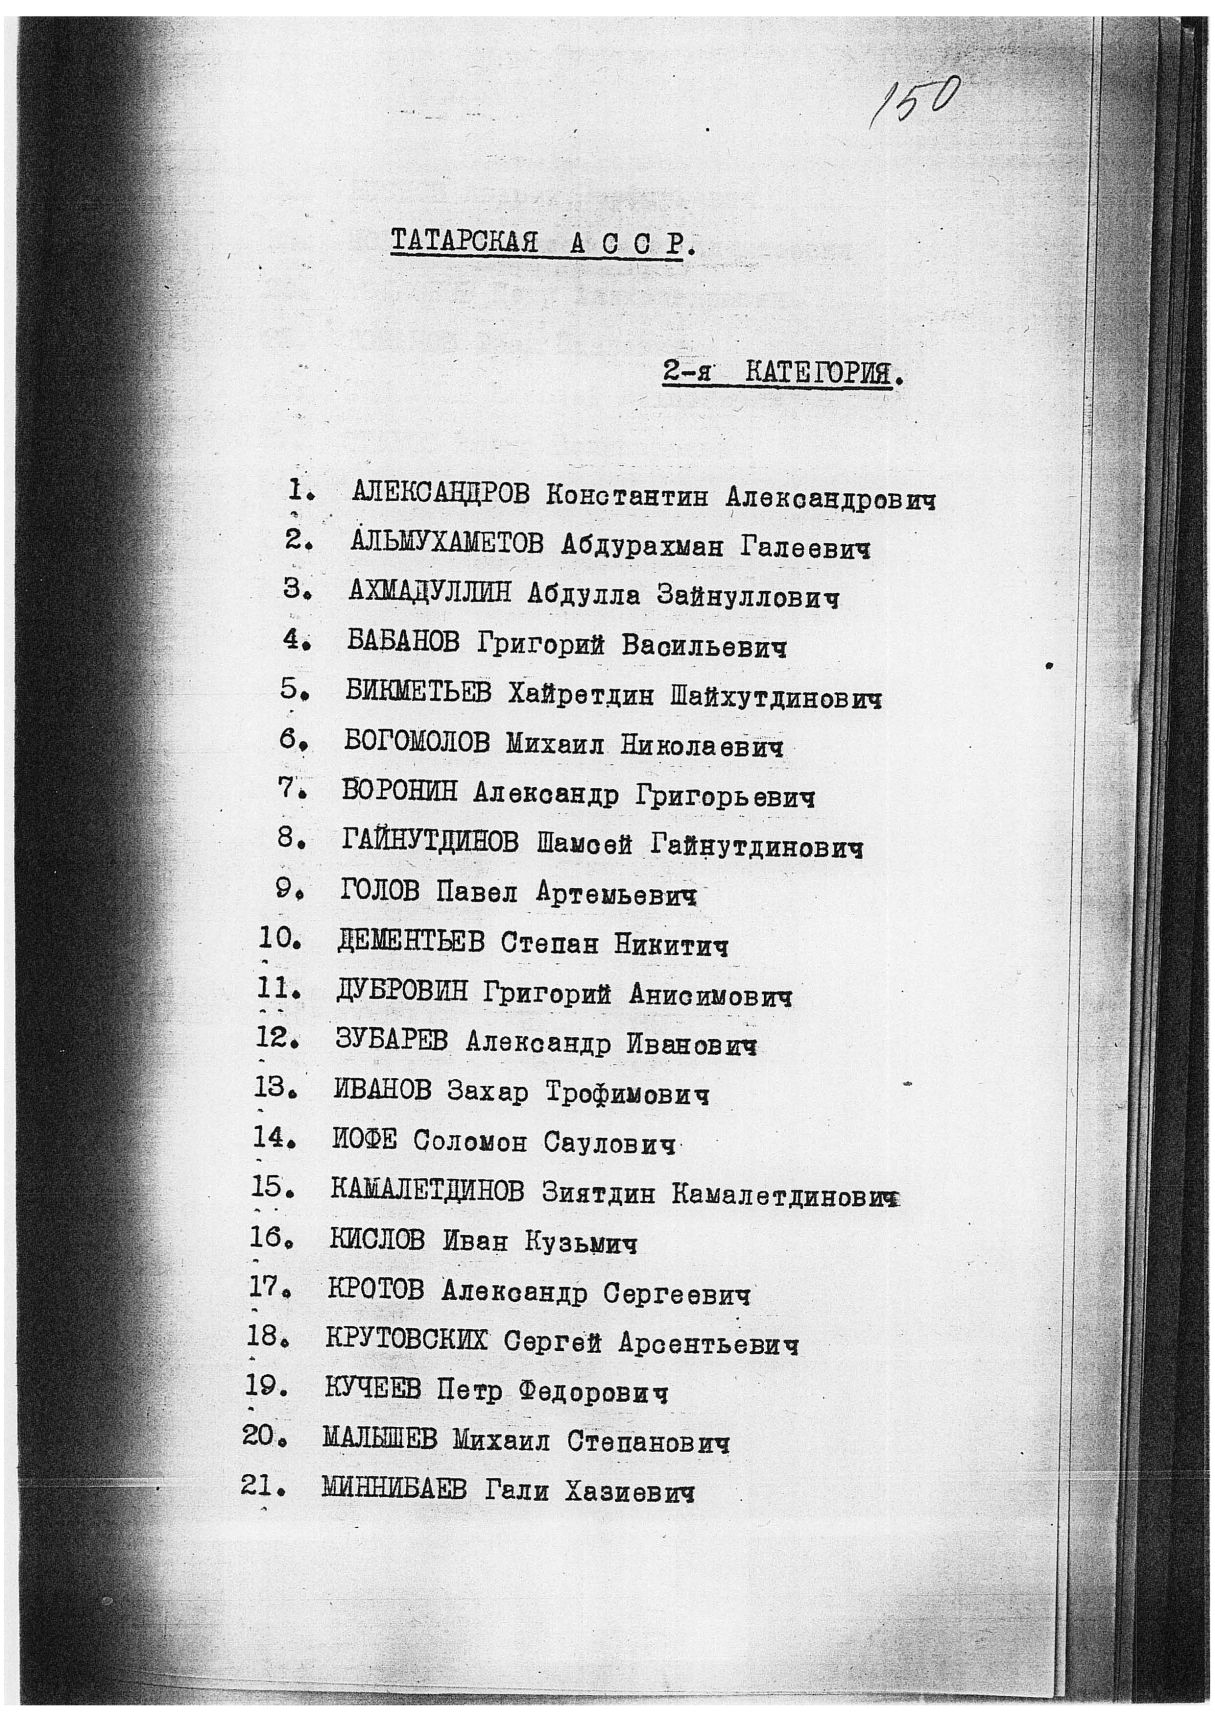 150
ТАТАРСКАЯ А С С Р.
2-я КАТЕГОРИЯ.
1. АЛЕКСАНДРОВ Константин Александрович
2. АЛЬМУХАМЕТОВ Абдурахман Галеевич
3. АХМАДУЛЛИН Абдулла Зайнуллович
4. БАБАНОВ Григорий Васильевич
5. БИКМЕТЬЕВ Хайретдин Шайхутдинович
6. БОГОМОЛОВ Михаил Николаевич
7. ВОРОНИН Александр Григорьевич
8. ГАЙНУТДИНОВ Шамсей Гайнутдинович
9. ГОЛОВ Павел Артемьевич
10. ДЕМЕНТЬЕВ Степан Никитич
11. ДУБРОВИН Григорий Анисимович
12. ЗУБАРЕВ Александр Иванович
13. ИВАНОВ Захар Трофимович
14. ИОФЕ Соломон Саулович
15. КАМАЛЕТДИНОВ Зиятдин Камалетдинович
16. КИСЛОВ Иван Кузьмич
17. КРОТОВ Александр Сергеевич
18. КРУТОВСКИХ Сергей Арсентьевич
19. КУЧЕЕВ Петр Федорович
20. МАЛЫШЕВ Михаил Степанович
21. МИННИБАЕВ Гали Хазиевич